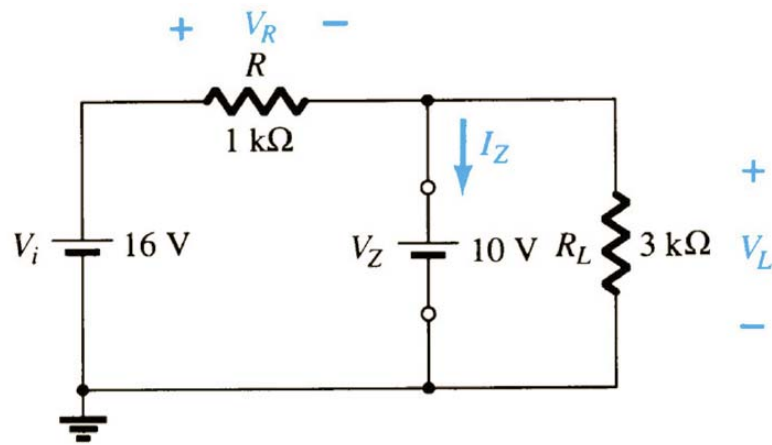 + V_R −
R
1 kΩ
I_Z
+
V_i 16 V
V_Z 10 V
R_L 3 kΩ
V_L
−